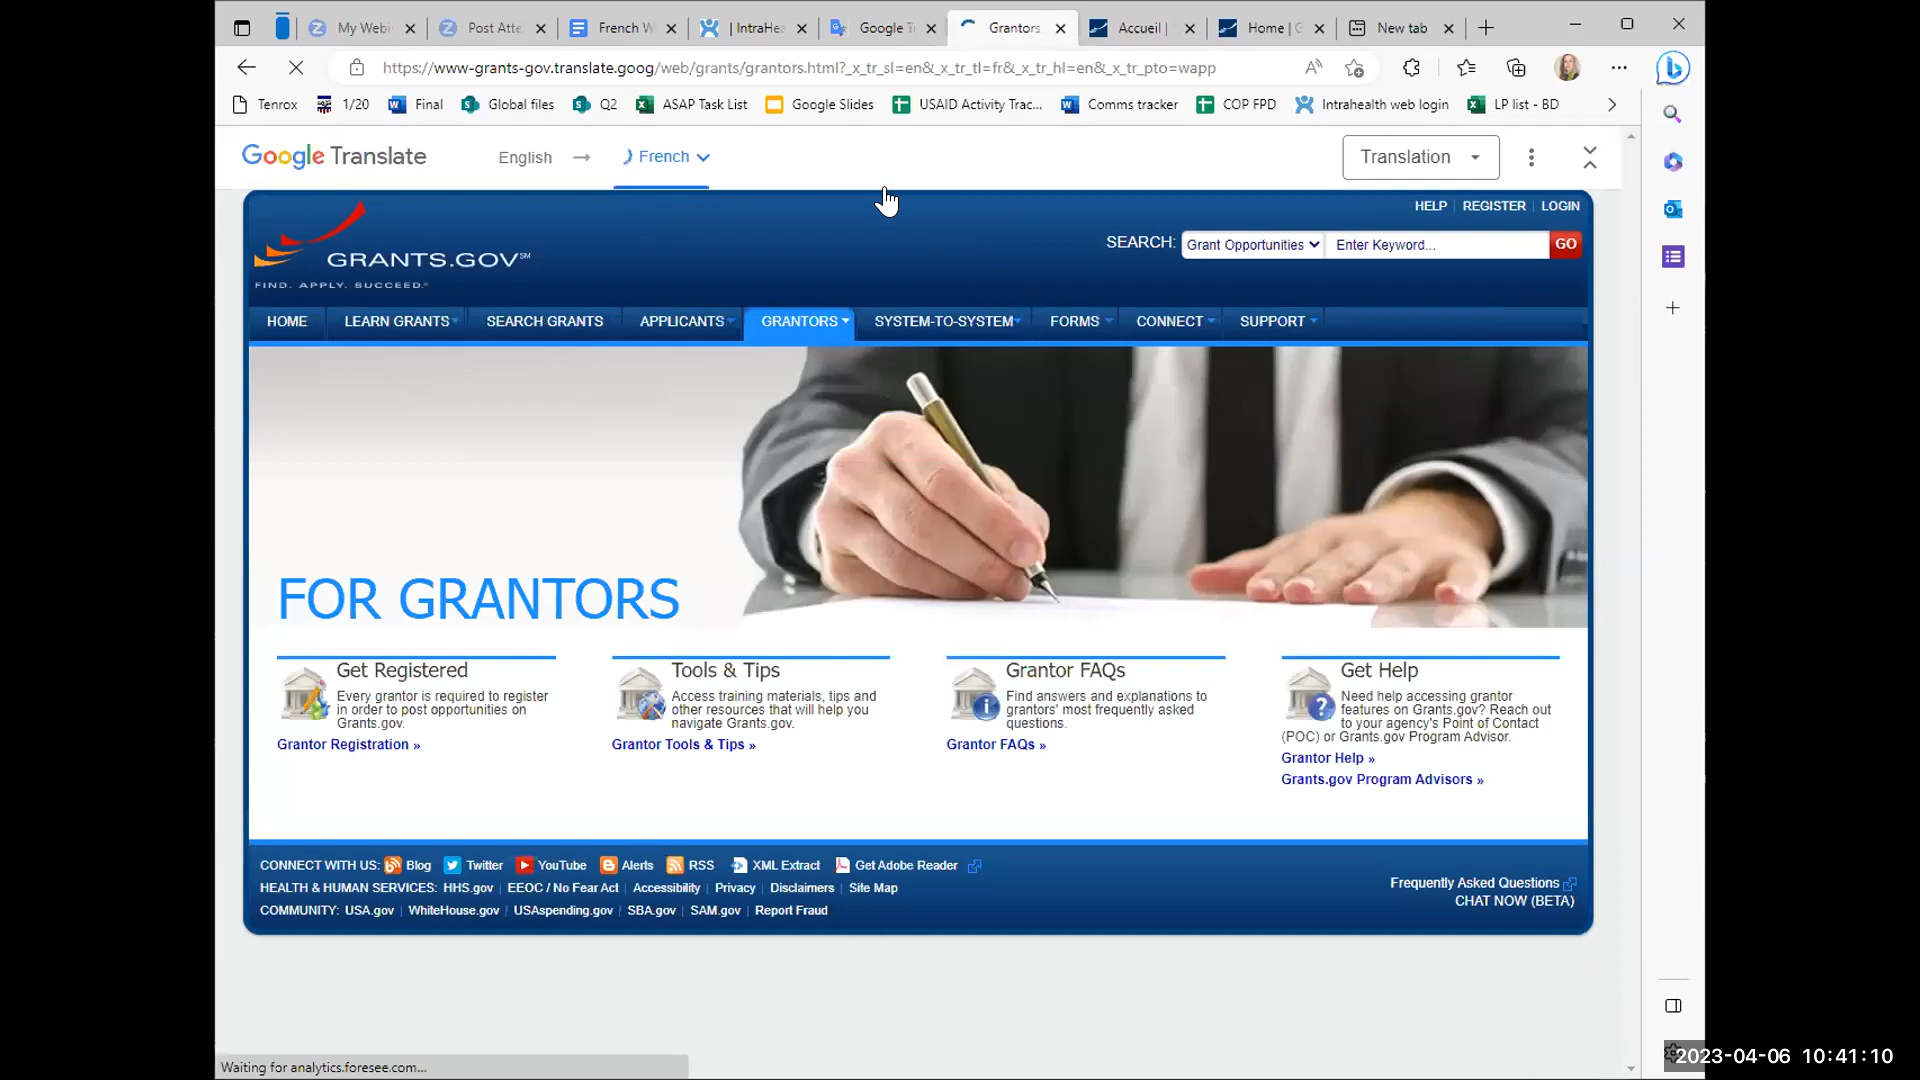 My Webi
Post Atte
French W
| IntraHea
Google T
Grantors
Accueil |
Home | G
New tab
https://www-grants-gov.translate.goog/web/grants/grantors.html?_x_tr_sl=en&_x_tr_tl=fr&_x_tr_hl=en&_x_tr_pto=wapp
Tenrox
1/20
Final
Global files
Q2
ASAP Task List
Google Slides
USAID Activity Trac...
Comms tracker
COP FPD
Intrahealth web login
LP list - BD
Google Translate
English → French
Translation
HELP | REGISTER | LOGIN
SEARCH: Grant Opportunities Enter Keyword... GO
GRANTS.GOV℠
FIND. APPLY. SUCCEED.
HOME
LEARN GRANTS
SEARCH GRANTS
APPLICANTS
GRANTORS
SYSTEM-TO-SYSTEM
FORMS
CONNECT
SUPPORT
FOR GRANTORS
Get Registered
Every grantor is required to register
in order to post opportunities on
Grants.gov.
Grantor Registration »
Tools & Tips
Access training materials, tips and
other resources that will help you
navigate Grants.gov.
Grantor Tools & Tips »
Grantor FAQs
Find answers and explanations to
grantors' most frequently asked
questions.
Grantor FAQs »
Get Help
Need help accessing grantor
features on Grants.gov? Reach out
to your agency's Point of Contact
(POC) or Grants.gov Program Advisor.
Grantor Help »
Grants.gov Program Advisors »
CONNECT WITH US: Blog Twitter YouTube Alerts RSS XML Extract Get Adobe Reader
HEALTH & HUMAN SERVICES: HHS.gov | EEOC / No Fear Act | Accessibility | Privacy | Disclaimers | Site Map
COMMUNITY: USA.gov | WhiteHouse.gov | USAspending.gov | SBA.gov | SAM.gov | Report Fraud
Frequently Asked Questions
CHAT NOW (BETA)
Waiting for analytics.foresee.com...
2023-04-06 10:41:10